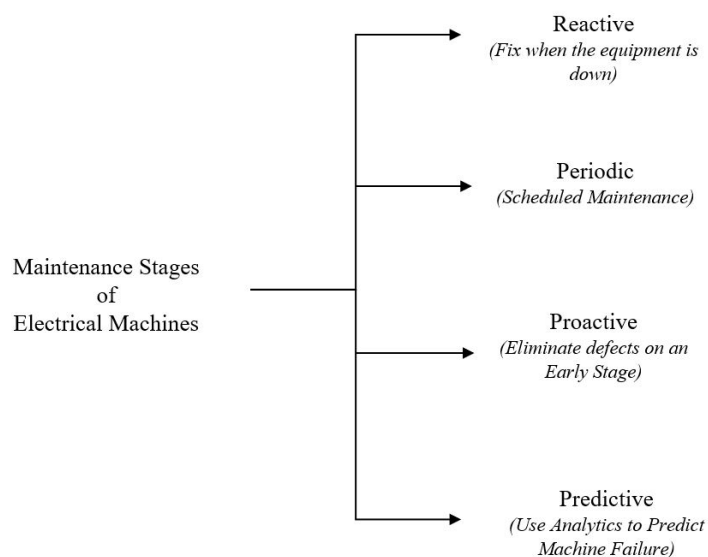 Maintenance Stages
of
Electrical Machines
Reactive
(Fix when the equipment is
down)
Periodic
(Scheduled Maintenance)
Proactive
(Eliminate defects on an
Early Stage)
Predictive
(Use Analytics to Predict
Machine Failure)